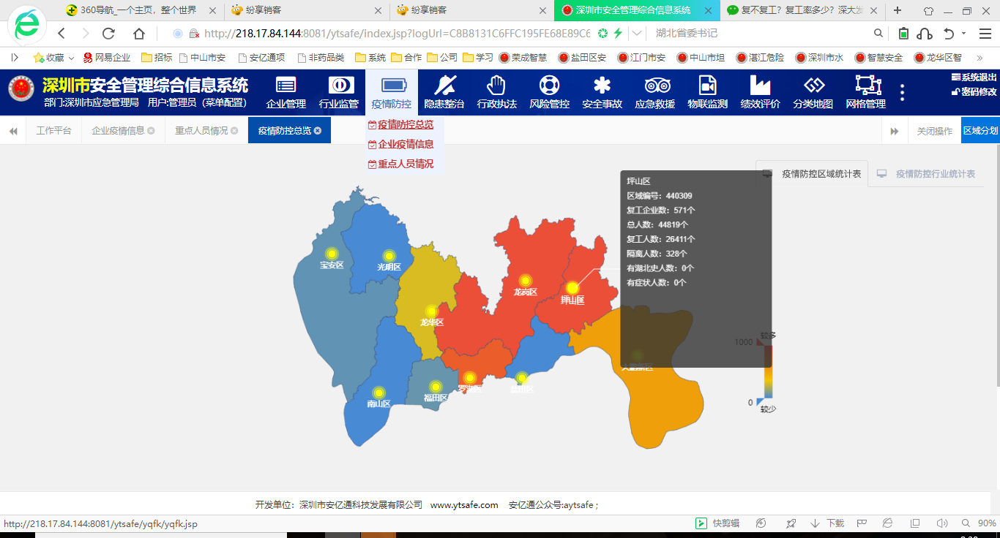 360导航_一个主页，整个世界
纷享销客
纷享销客
深圳市安全管理综合信息系统
复不复工？复工率多少？深大发
http://218.17.84.144:8081/ytsafe/index.jsp?logUrl=C8B8131C6FFC195FE68E89C6
湖北省委书记
收藏 网易企业 招标 中山市安 安亿通项 非药品类 系统 合作 公司 学习 荣成智慧 盐田区安 江门市安 中山市坦 湛江危险 深圳市水 智慧安全 龙华区智
深圳市安全管理综合信息系统
部门:深圳市应急管理局 用户:管理员（菜单配置）
企业管理 行业监管 疫情防控 隐患整治 行政执法 风险管控 安全事故 应急救援 物联监测 绩效评价 分类地图 网格管理
系统退出
密码修改
工作平台 企业疫情信息 重点人员情况 疫情防控总览 关闭操作 区域分划
疫情防控总览
企业疫情信息
重点人员情况
疫情防控区域统计表 疫情防控行业统计表
坪山区
区域编号：440309
复工企业数：571个
总人数：44819个
复工人数：26411个
隔离人数：328个
有湖北史人数：0个
有症状人数：0个
宝安区
光明区
龙岗区
坪山区
龙华区
大鹏新区
罗湖区
盐田区
福田区
南山区
较多
1000
0
较少
开发单位：深圳市安亿通科技发展有限公司 www.ytsafe.com 安亿通公众号:aytsafe ;
http://218.17.84.144:8081/ytsafe/yqfk/yqfk.jsp
快剪辑 下载 90%